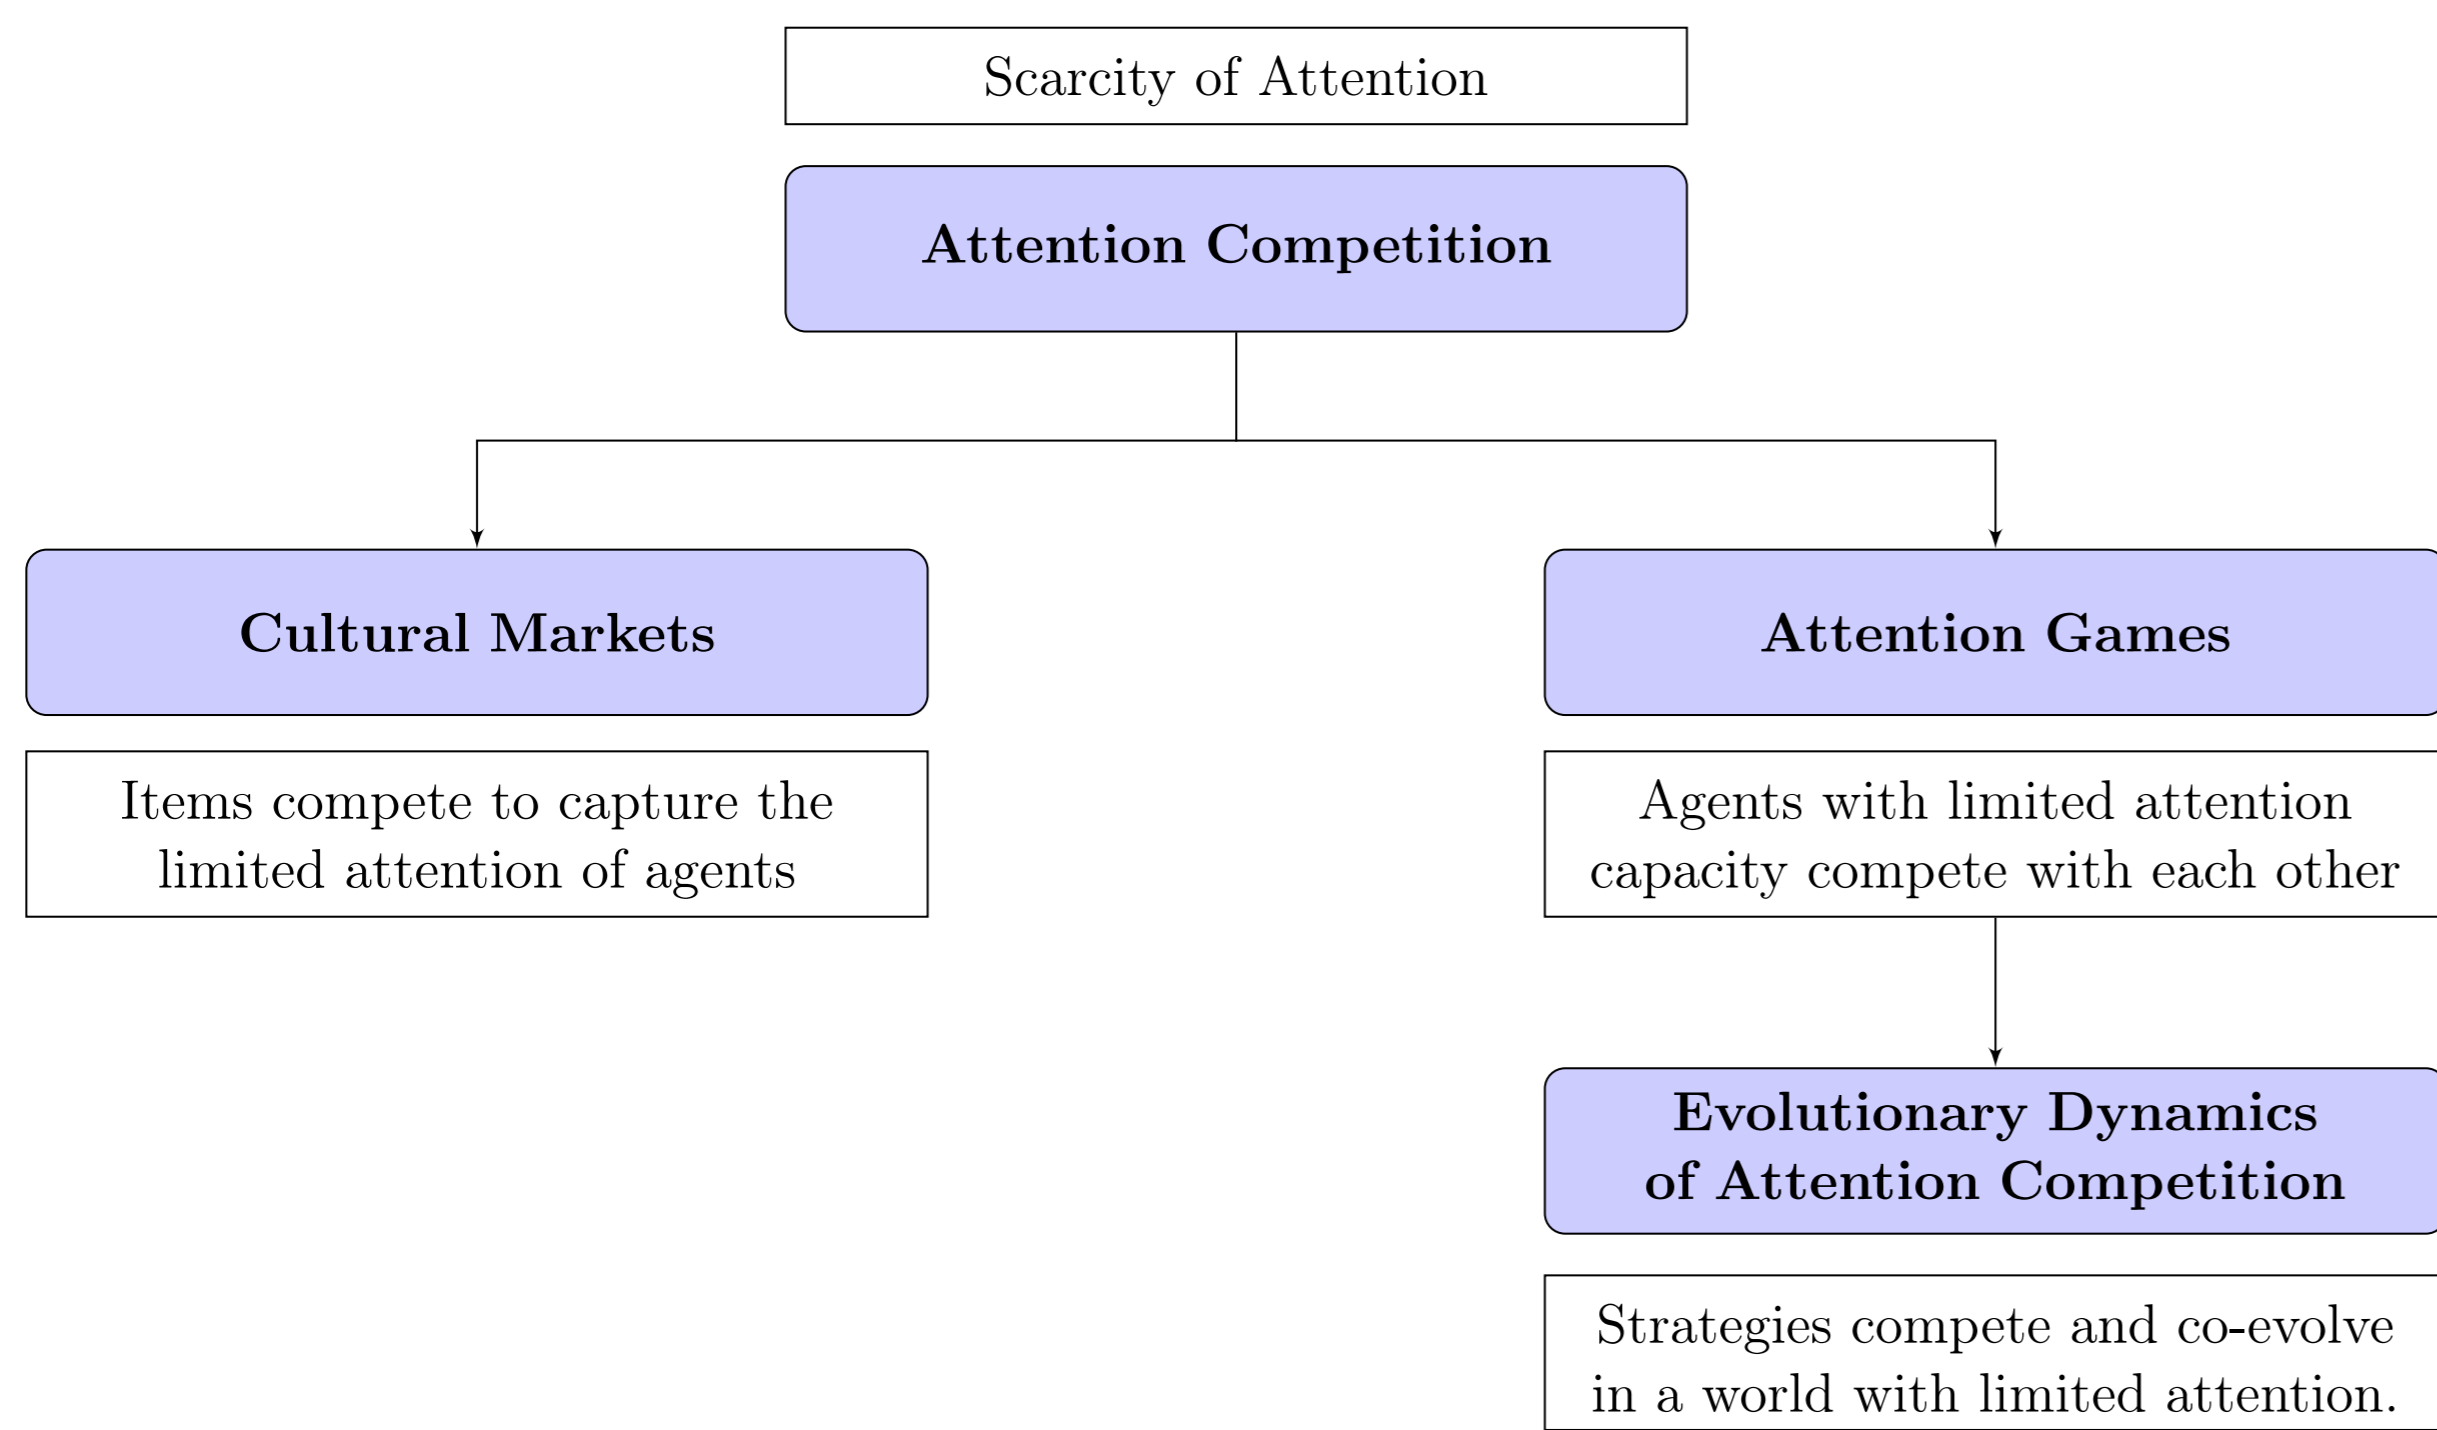 Scarcity of Attention
Attention Competition
Cultural Markets
Items compete to capture the
limited attention of agents
Attention Games
Agents with limited attention
capacity compete with each other
Evolutionary Dynamics
of Attention Competition
Strategies compete and co-evolve
in a world with limited attention.